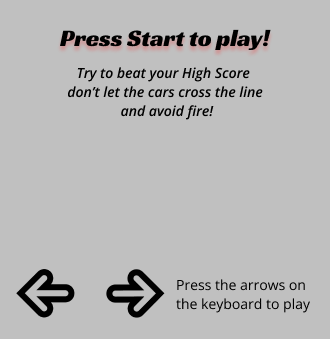 Press Start to play!
Try to beat your High Score
don't let the cars cross the line
and avoid fire!
Press the arrows on
the keyboard to play